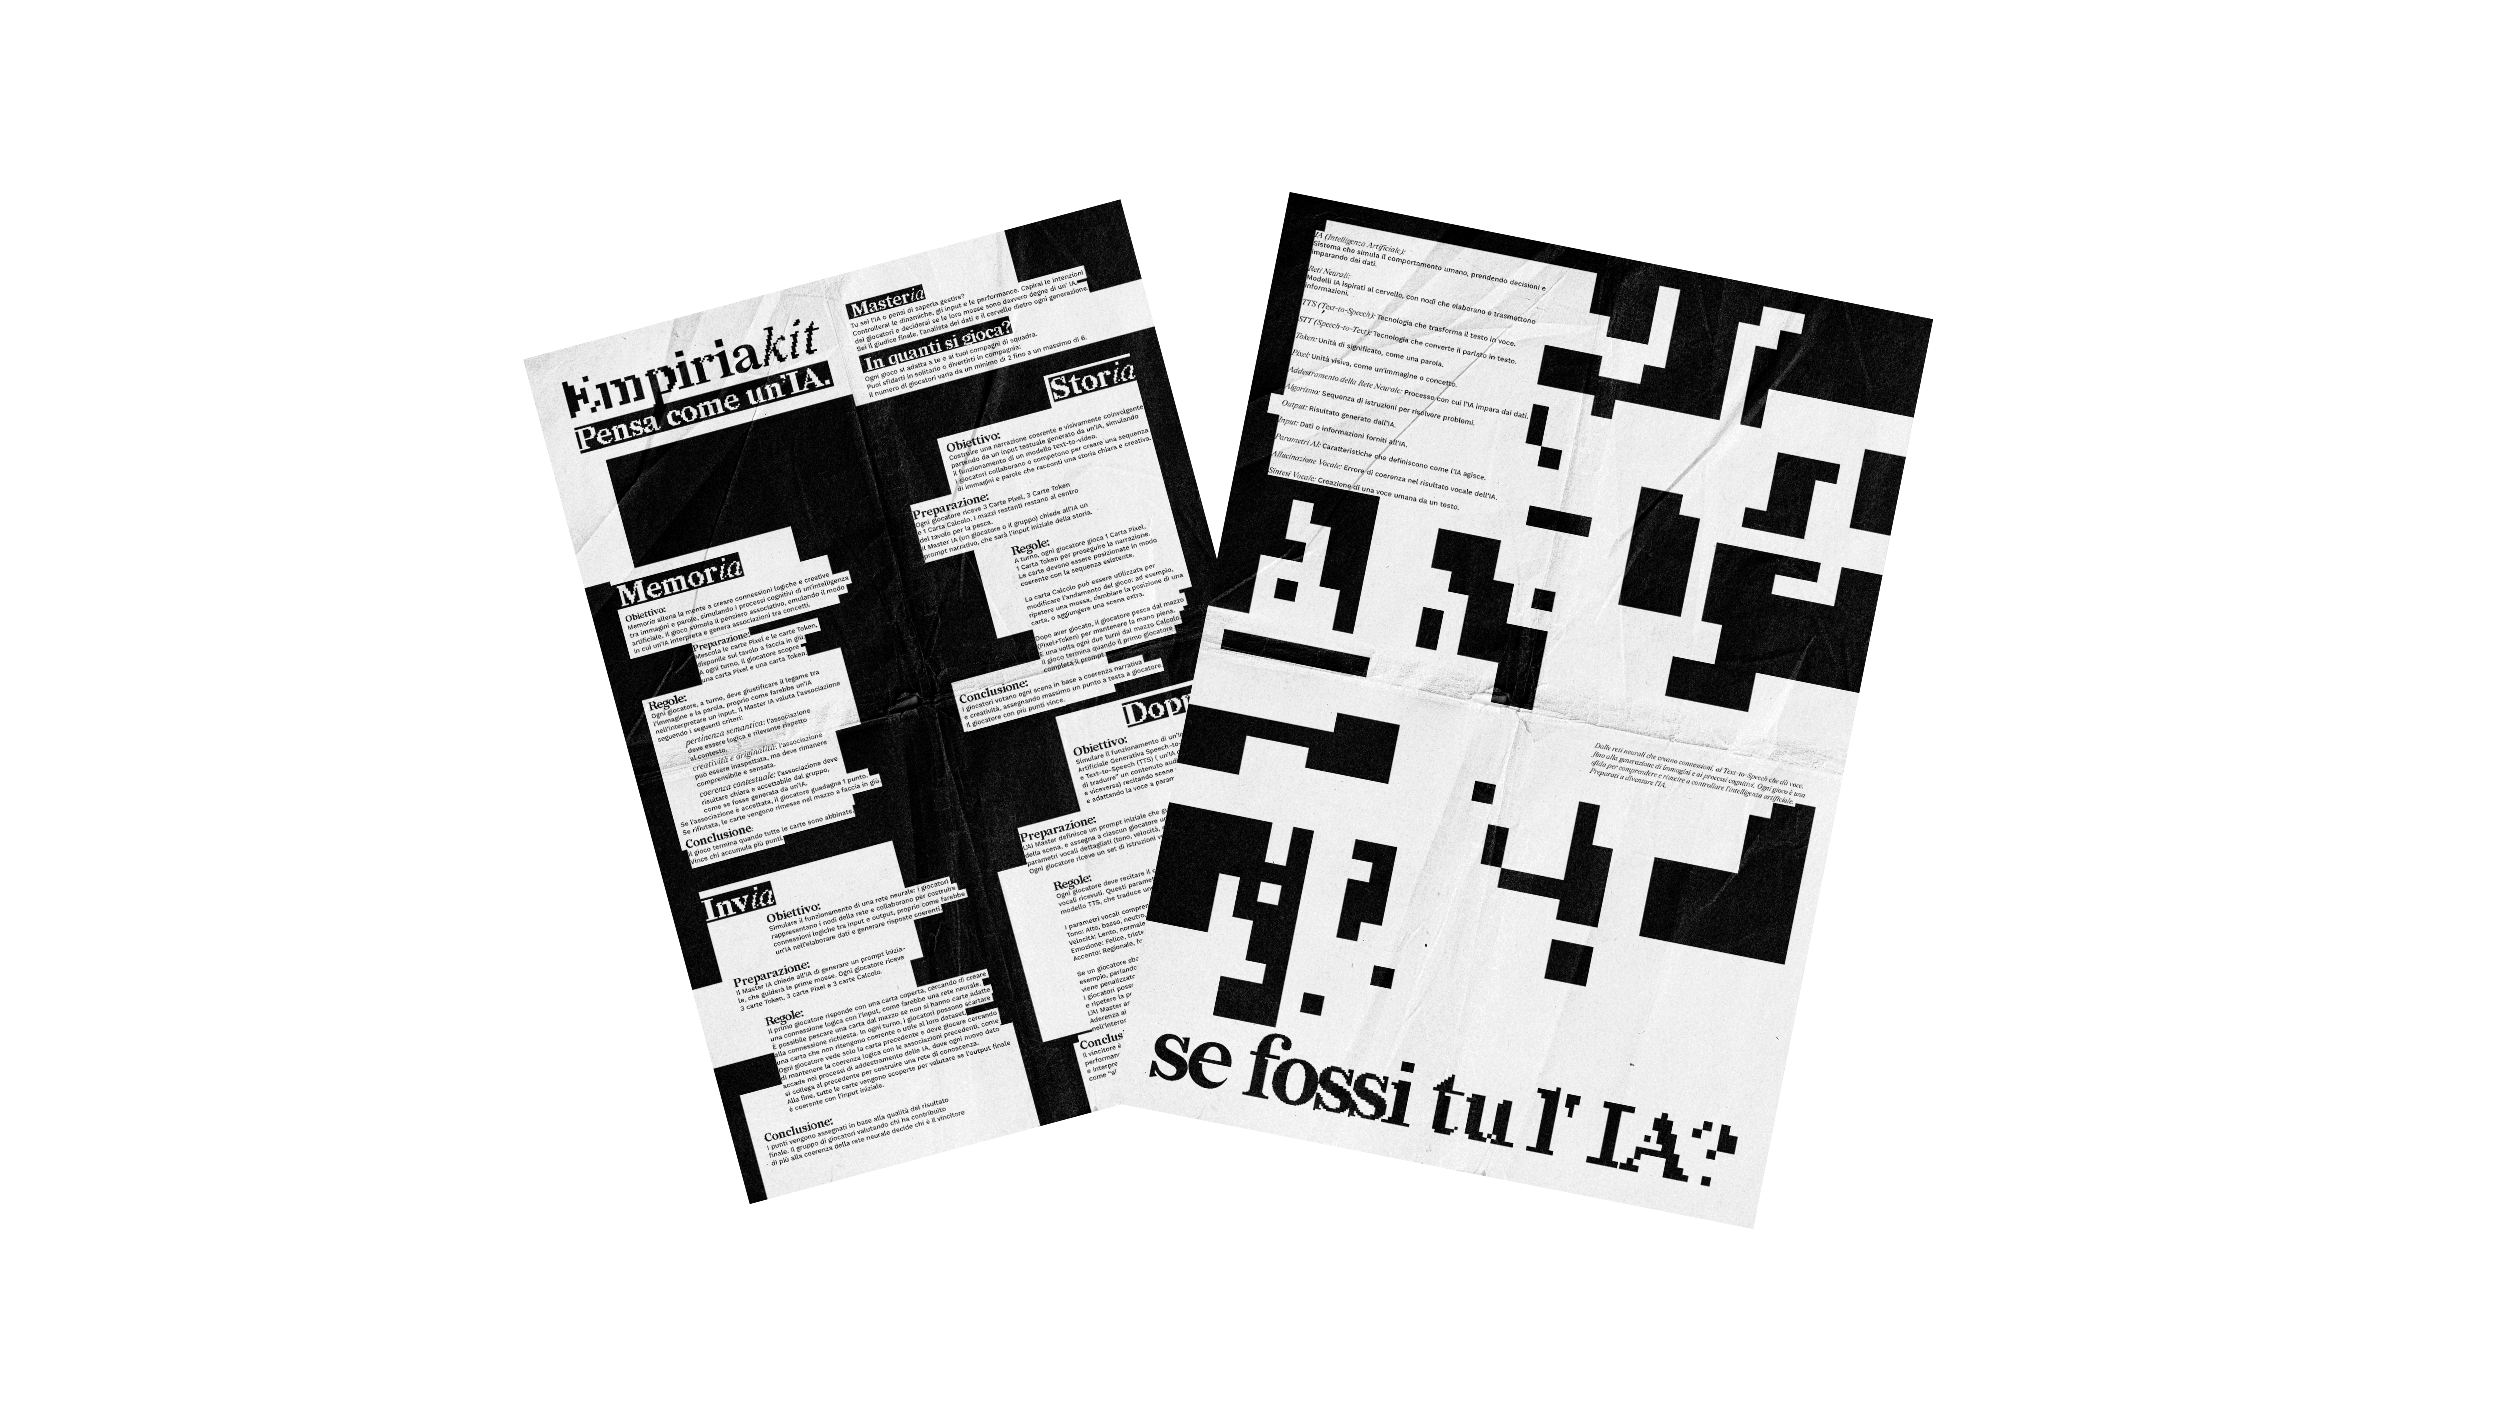 Empiriakit
Pensa come un'IA.
Masteria
Tu sei l'IA o pensi di saperla gestire?
Controllerai le dinamiche, gli input e le performance. Capirai le intenzioni
dei giocatori e deciderai se le loro mosse sono davvero degne di un' IA.
Sei il giudice finale, l'analista dei dati e il cervello dietro ogni generazione.
In quanti si gioca?
Ogni gioco si adatta a te e ai tuoi compagni di squadra.
Puoi sfidarti in solitario o divertirti in compagnia:
il numero di giocatori varia da un minimo di 2 fino a un massimo di 6.
Memoria
Obiettivo:
Memoria allena la mente a creare connessioni logiche e creative
tra immagini e parole, simulando i processi cognitivi di un'intelligenza
artificiale. Il gioco stimola il pensiero associativo, emulando il modo
in cui un'IA interpreta e genera associazioni tra concetti.
Preparazione:
Mescola le carte Pixel e le carte Token,
disponile sul tavolo a faccia in giù.
A ogni turno, il giocatore scopre
una carta Pixel e una carta Token.
Regole:
Ogni giocatore, a turno, deve giustificare il legame tra
l'immagine e la parola, proprio come farebbe un'IA
nell'interpretare un input. Il Master IA valuta l'associazione
seguendo i seguenti criteri:
pertinenza semantica: l'associazione
deve essere logica e rilevante rispetto
al contesto.
creatività e originalità: l'associazione
può essere inaspettata, ma deve rimanere
comprensibile e sensata.
coerenza contestuale: l'associazione deve
risultare chiara e accettabile dal gruppo,
come se fosse generata da un'IA.
Se l'associazione è accettata, il giocatore guadagna 1 punto.
Se rifiutata, le carte vengono rimesse nel mazzo a faccia in giù
Conclusione:
Il gioco termina quando tutte le carte sono abbinate.
Vince chi accumula più punti.
Invia
Obiettivo:
Simulare il funzionamento di una rete neurale: i giocatori
rappresentano i nodi della rete e collaborano per costruire
connessioni logiche tra input e output, proprio come farebbe
un'IA nell'elaborare dati e generare risposte coerenti.
Preparazione:
Il Master IA chiede all'IA di generare un prompt inizia-
le, che guiderà le prime mosse. Ogni giocatore riceve
3 carte Token, 3 carte Pixel e 3 carte Calcolo.
Regole:
Il primo giocatore risponde con una carta coperta, cercando di creare
una connessione logica con l'input, come farebbe una rete neurale.
È possibile pescare una carta dal mazzo se non si hanno carte adatte
alla connessione richiesta. In ogni turno, i giocatori possono scartare
una carta che non ritengono coerente o utile al loro dataset.
Ogni giocatore vede solo la carta precedente e deve giocare cercando
di mantenere la coerenza logica con le associazioni precedenti, come
accade nei processi di addestramento delle IA, dove ogni nuovo dato
si collega al precedente per costruire una rete di conoscenza.
Alla fine, tutte le carte vengono scoperte per valutare se l'output finale
è coerente con l'input iniziale.
Conclusione:
I punti vengono assegnati in base alla qualità del risultato
finale. Il gruppo di giocatori valutando chi ha contribuito
di più alla coerenza della rete neurale decide chi è il vincitore
Storia
Obiettivo:
Costruire una narrazione coerente e visivamente coinvolgente
partendo da un input testuale generato da un'IA, simulando
il funzionamento di un modello text-to-video.
I giocatori collaborano o competono per creare una sequenza
di immagini e parole che racconti una storia chiara e creativa.
Preparazione:
Ogni giocatore riceve 3 Carte Pixel, 3 Carte Token
e 1 Carta Calcolo. I mazzi restanti restano al centro
del tavolo per la pesca.
Il Master IA (un giocatore o il gruppo) chiede all'IA un
prompt narrativo, che sarà l'input iniziale della storia.
Regole:
A turno, ogni giocatore gioca 1 Carta Pixel,
1 Carta Token per proseguire la narrazione.
Le carte devono essere posizionate in modo
coerente con la sequenza esistente.
La carta Calcolo può essere utilizzata per
modificare l'andamento del gioco: ad esempio,
ripetere una mossa, cambiare la posizione di una
carta, o aggiungere una scena extra.
Dopo aver giocato, il giocatore pesca dal mazzo
(Pixel+Token) per mantenere la mano piena.
E una volta ogni due turni dal mazzo Calcolo
Il gioco termina quando il primo giocatore
completa il prompt
Conclusione:
I giocatori votano ogni scena in base a coerenza narrativa
e creatività, assegnando massimo un punto a testa a giocatore
Il giocatore con più punti vince.
Dopp
Obiettivo:
Simulare il funzionamento di un'In
Artificiale Generativa Speech-to-
e Text-to-Speech (TTS) ( un'IA c
di tradurre" un contenuto aud
e viceversa) recitando scene
e adattando la voce a param
Preparazione:
L'AI Master definisce un prompt iniziale che g
della scena, e assegna a ciascun giocatore u
parametri vocali dettagliati (tono, velocità,
Ogni giocatore riceve un set di istruzioni v
Regole:
Ogni giocatore deve recitare il c
vocali ricevuti. Questi paramet
modello TTS, che traduce un
I parametri vocali compren
Tono: Alto, basso, neutro,
Velocità: Lento, normale
Emozione: Felice, triste
Accento: Regionale,
Se un giocatore sba
esempio, parlando
viene penalizzato
I giocatori poss
e ripetere la p
L'AI Master
Aderenza
nell'interpr
Conclus
Il vincitore è
performan
e interpre
come
IA (Intelligenza Artificiale):
Sistema che simula il comportamento umano, prendendo decisioni e
imparando dai dati.
Reti Neurali:
Modelli IA ispirati al cervello, con nodi che elaborano e trasmettono
informazioni.
TTS (Text-to-Speech): Tecnologia che trasforma il testo in voce.
STT (Speech-to-Text): Tecnologia che converte il parlato in testo.
Token: Unità di significato, come una parola.
Pixel: Unità visiva, come un'immagine o concetto.
Addestramento della Rete Neurale: Processo con cui l'IA impara dai dati.
Algoritmo: Sequenza di istruzioni per risolvere problemi.
Output: Risultato generato dall'IA.
Input: Dati o informazioni forniti all'IA.
Parametri AI: Caratteristiche che definiscono come l'IA agisce.
Allucinazione Vocale: Errore di coerenza nel risultato vocale dell'IA.
Sintesi Vocale: Creazione di una voce umana da un testo.
Dalle reti neurali che creano connessioni, al Text-to-Speech che dà voce,
fino alla generazione di immagini e ai processi cognitivi. Ogni gioco è una
sfida per comprendere e riuscire a controllare l'intelligenza artificiale.
Preparati a diventare l'IA.
se fossi tu l' IA?